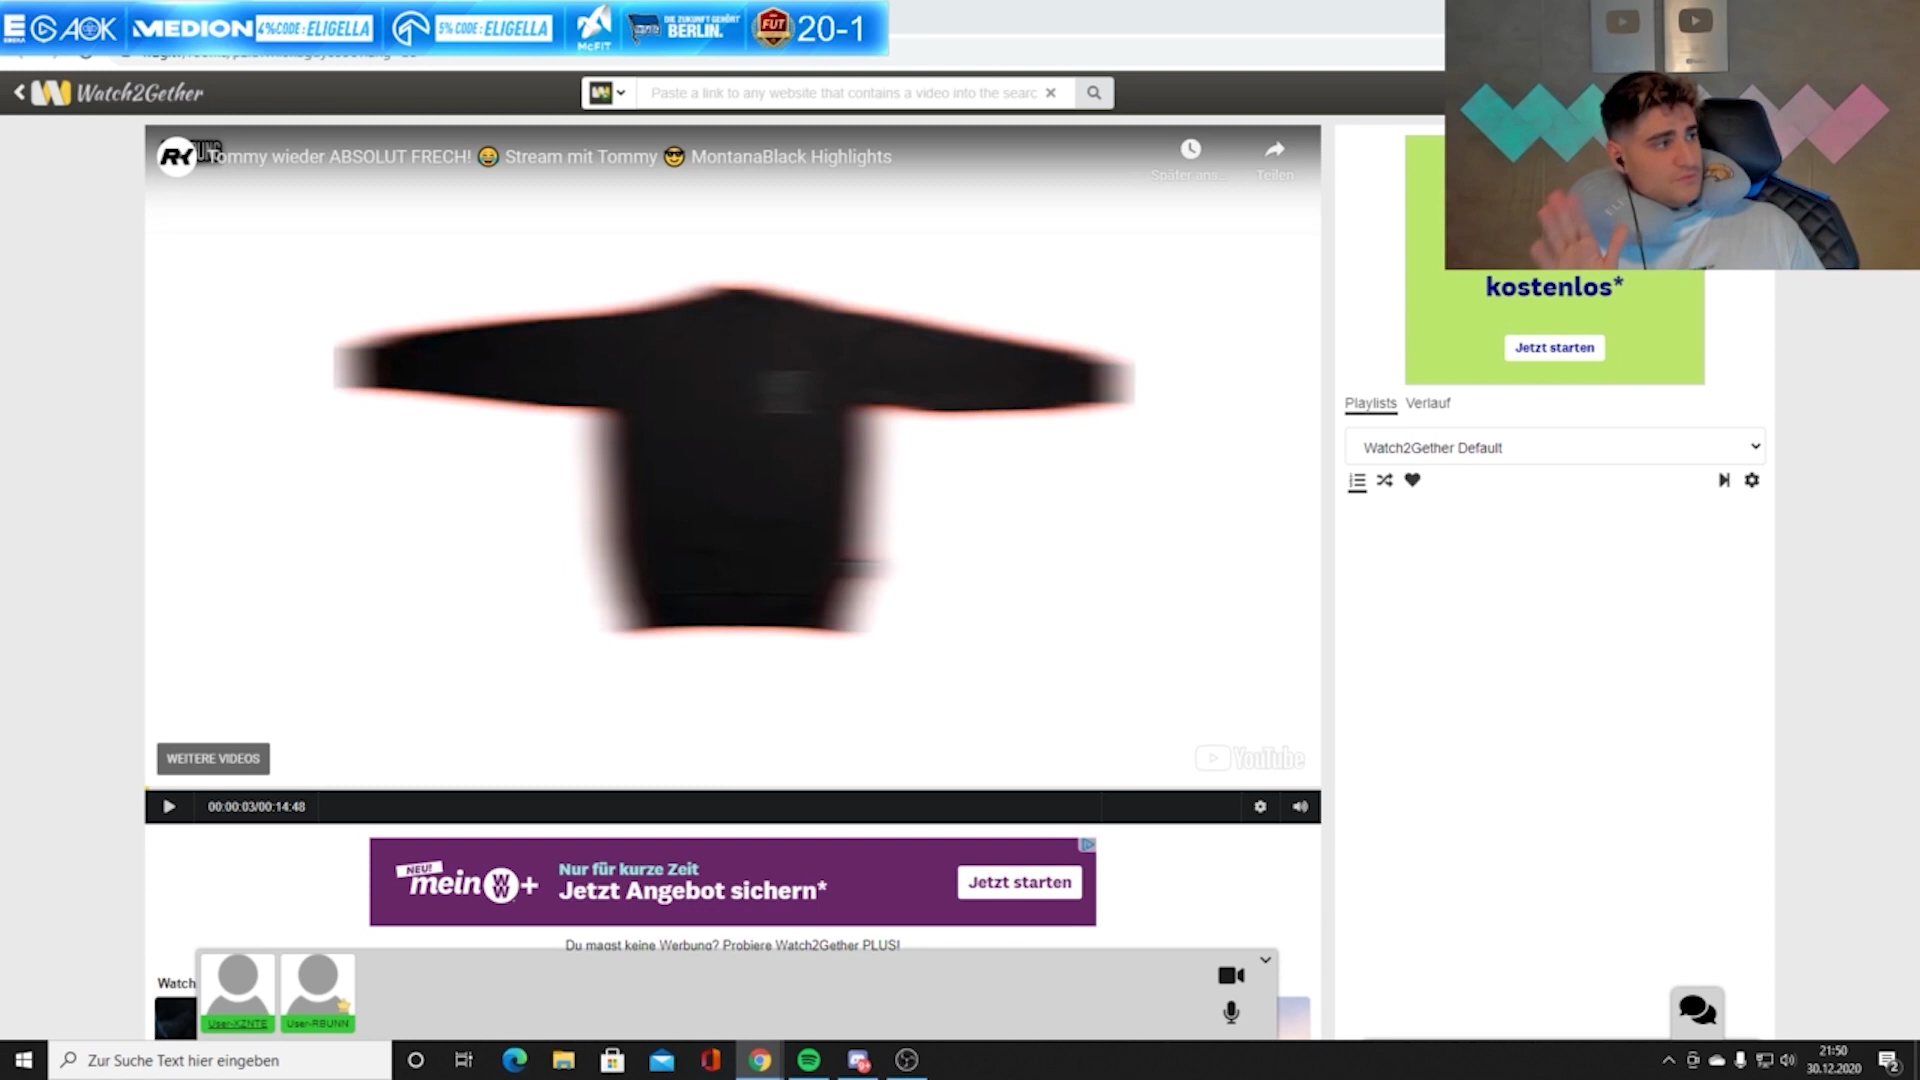 AOK
MEDION 4%CODE:ELIGELLA
5% CODE:ELIGELLA
McFIT
DIE ZUKUNFT GEHÖRT
BERLIN.
FUT
20-1
Watch2Gether
Paste a link to any website that contains a video into the searc
RK
Tommy wieder ABSOLUT FRECH! 😂 Stream mit Tommy 😎 MontanaBlack Highlights
Später ans...
Teilen
kostenlos*
Jetzt starten
Playlists Verlauf
Watch2Gether Default
WEITERE VIDEOS
YouTube
00:00:03/00:14:48
NEU!
mein WW+
Nur für kurze Zeit
Jetzt Angebot sichern*
Jetzt starten
Du magst keine Werbung? Probiere Watch2Gether PLUS!
Watch
User-XZNTE
User-RBUNN
Zur Suche Text hier eingeben
21:50
30.12.2020
2